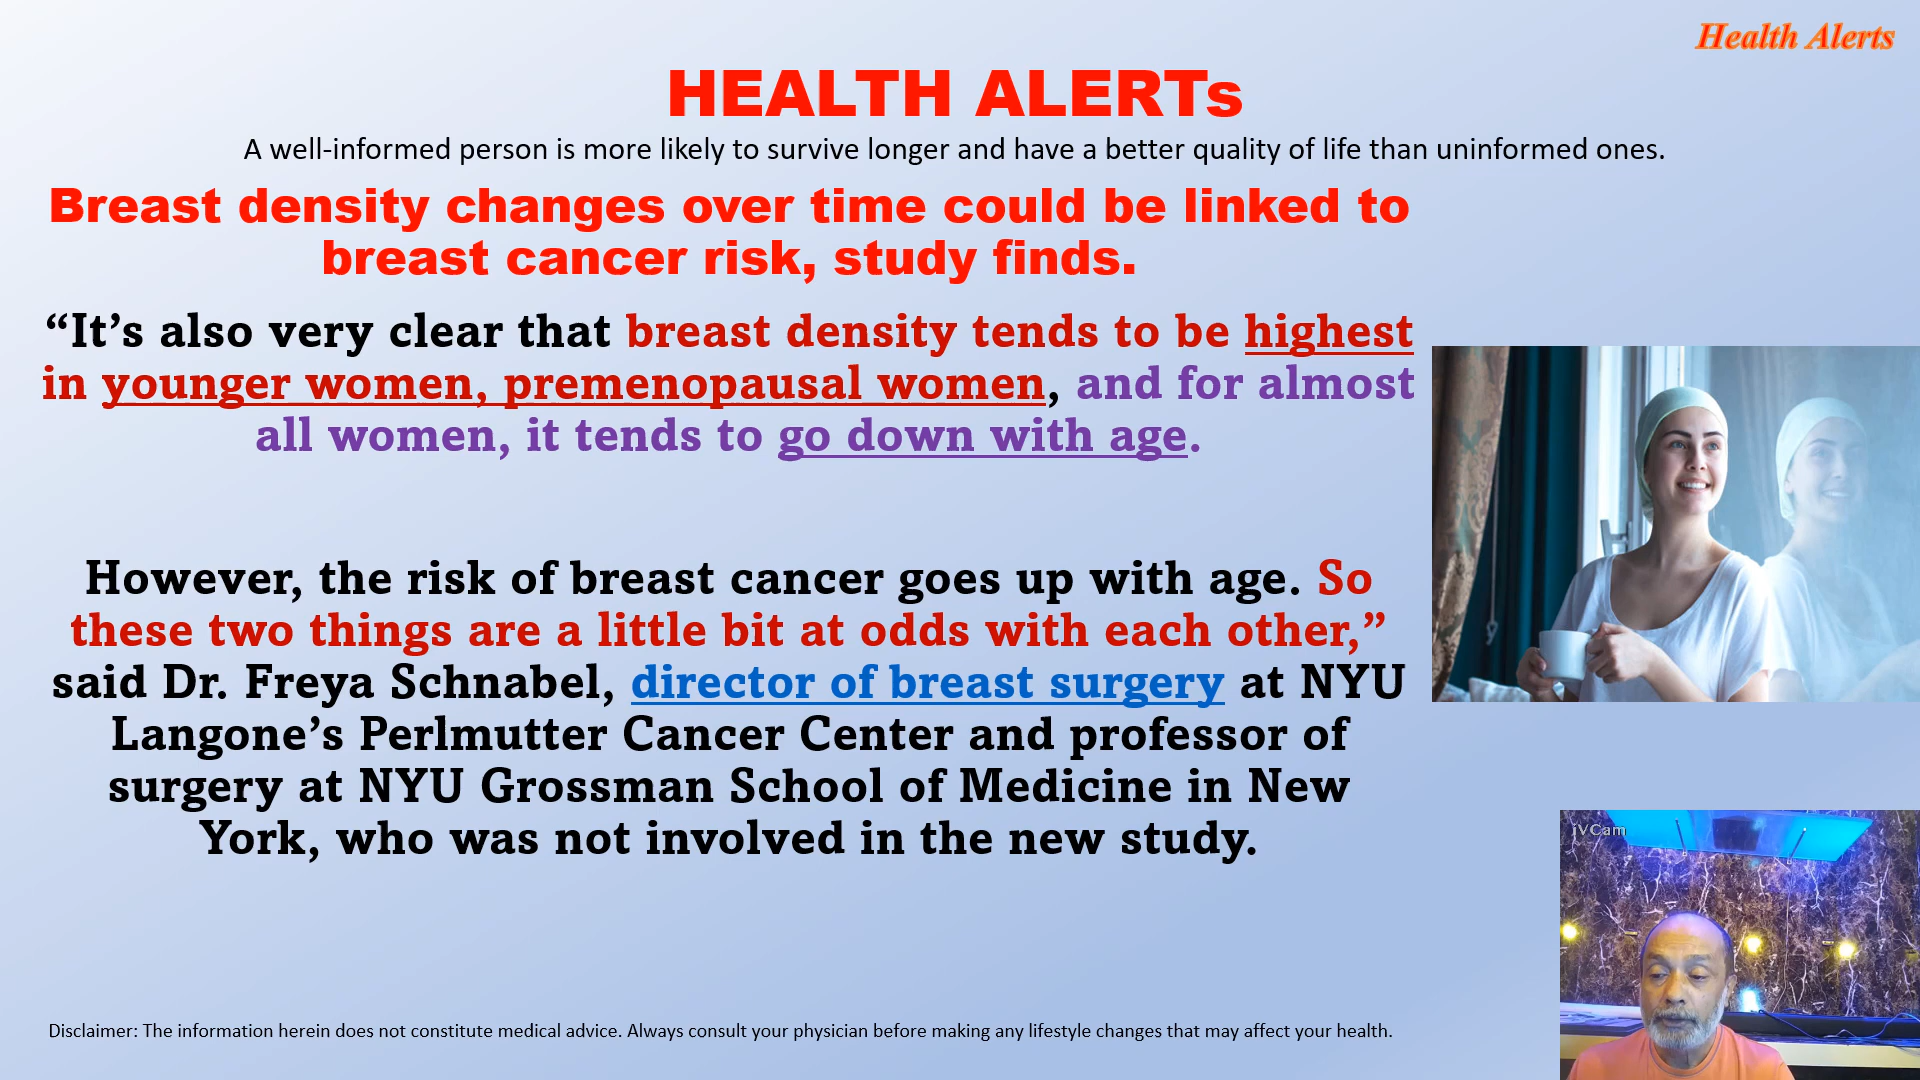 Health Alerts
HEALTH ALERTs
A well-informed person is more likely to survive longer and have a better quality of life than uninformed ones.
Breast density changes over time could be linked to
breast cancer risk, study finds.
“It’s also very clear that breast density tends to be highest
in younger women, premenopausal women, and for almost
all women, it tends to go down with age.
However, the risk of breast cancer goes up with age. So
these two things are a little bit at odds with each other,”
said Dr. Freya Schnabel, director of breast surgery at NYU
Langone’s Perlmutter Cancer Center and professor of
surgery at NYU Grossman School of Medicine in New
York, who was not involved in the new study.
iVCam
Disclaimer: The information herein does not constitute medical advice. Always consult your physician before making any lifestyle changes that may affect your health.